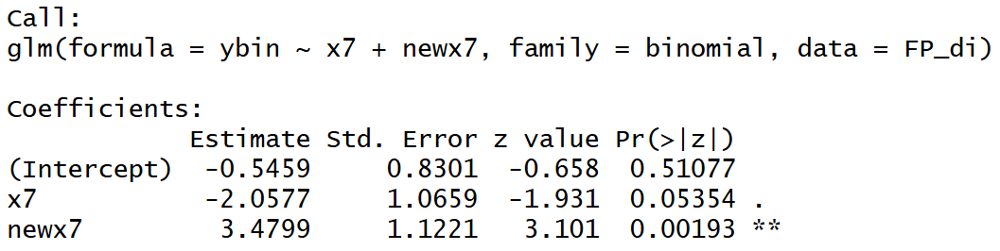 Call:
glm(formula = ybin ~ x7 + newx7, family = binomial, data = FP_di)
Coefficients:
Estimate Std. Error z value Pr(>|z|)
(Intercept) -0.5459 0.8301 -0.658 0.51077
x7 -2.0577 1.0659 -1.931 0.05354 .
newx7 3.4799 1.1221 3.101 0.00193 **